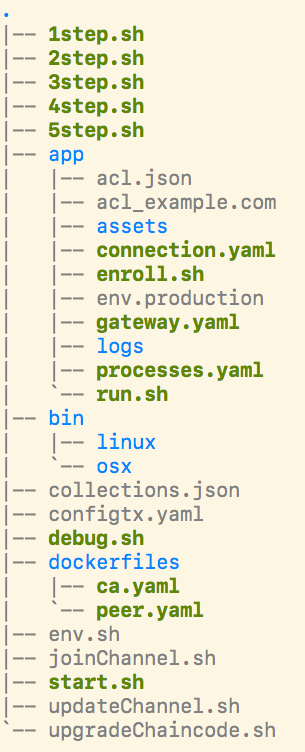 .
|-- 1step.sh
|-- 2step.sh
|-- 3step.sh
|-- 4step.sh
|-- 5step.sh
|-- app
|   |-- acl.json
|   |-- acl_example.com
|   |-- assets
|   |-- connection.yaml
|   |-- enroll.sh
|   |-- env.production
|   |-- gateway.yaml
|   |-- logs
|   |-- processes.yaml
|   `-- run.sh
|-- bin
|   |-- linux
|   `-- osx
|-- collections.json
|-- configtx.yaml
|-- debug.sh
|-- dockerfiles
|   |-- ca.yaml
|   `-- peer.yaml
|-- env.sh
|-- joinChannel.sh
|-- start.sh
|-- updateChannel.sh
`-- upgradeChaincode.sh